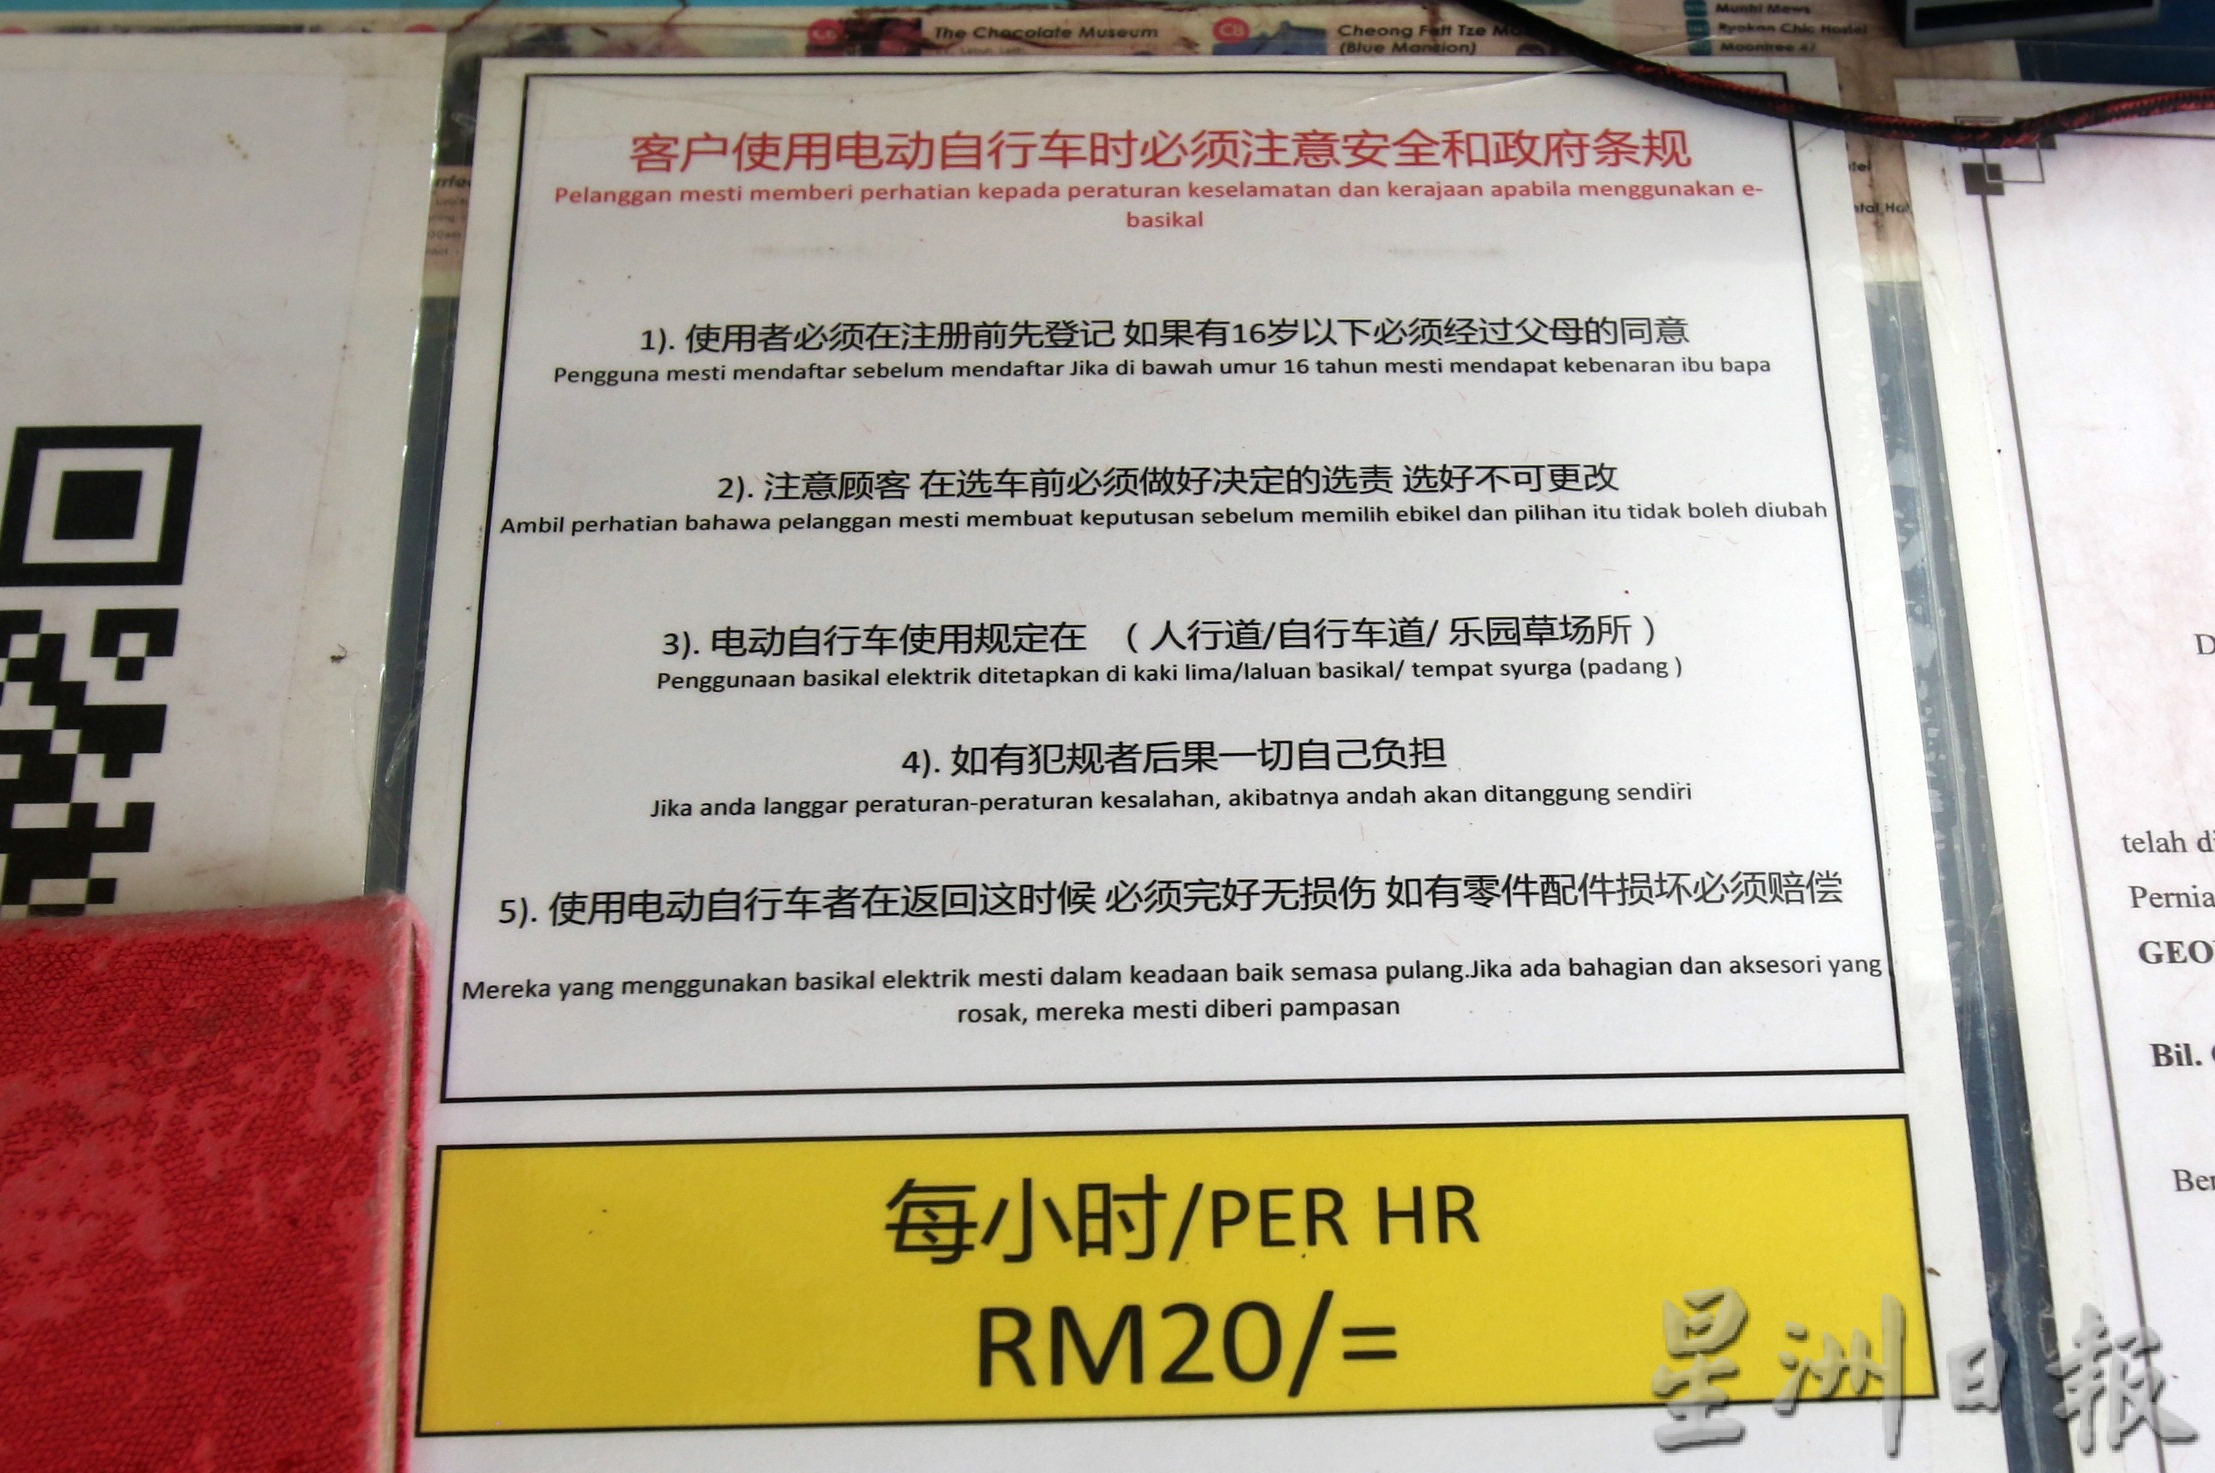 The Chocolate Museum
CB
Cheong Fatt Tze
(Blue Mansion)
Muntri Mews
Ryokan Chic Hostel
Moontree 47
客户使用电动自行车时必须注意安全和政府条规
Pelanggan mesti memberi perhatian kepada peraturan keselamatan dan kerajaan apabila menggunakan e-
basikal
1). 使用者必须在注册前先登记 如果有16岁以下必须经过父母的同意
Pengguna mesti mendaftar sebelum mendaftar Jika di bawah umur 16 tahun mesti mendapat kebenaran ibu bapa
2). 注意顾客 在选车前必须做好决定的选责 选好不可更改
Ambil perhatian bahawa pelanggan mesti membuat keputusan sebelum memilih ebikel dan pilihan itu tidak boleh diubah
3). 电动自行车使用规定在 （ 人行道/自行车道/ 乐园草场所 ）
Penggunaan basikal elektrik ditetapkan di kaki lima/laluan basikal/ tempat syurga (padang )
4). 如有犯规者后果一切自己负担
Jika anda langgar peraturan-peraturan kesalahan, akibatnya andah akan ditanggung sendiri
5). 使用电动自行车者在返回这时候 必须完好无损伤 如有零件配件损坏必须赔偿
Mereka yang menggunakan basikal elektrik mesti dalam keadaan baik semasa pulang.Jika ada bahagian dan aksesori yang
rosak, mereka mesti diberi pampasan
每小时/PER HR
RM20/=
telah
Pernia
GEO
Bil.
Ber
星洲日报